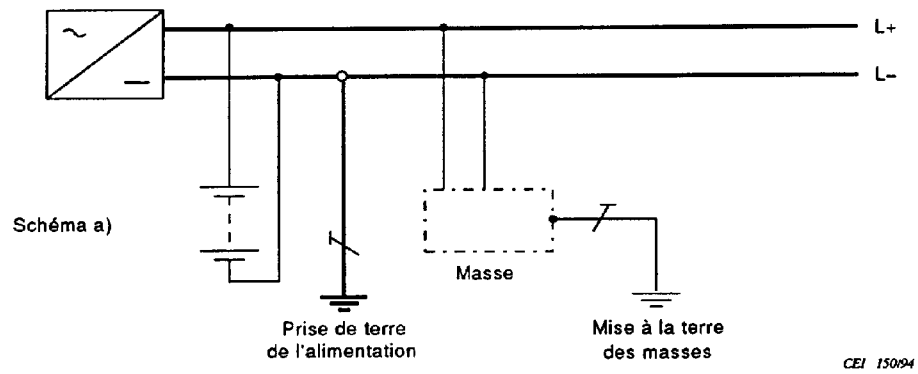 L+
L–
Schéma a)
Masse
Prise de terre
de l'alimentation
Mise à la terre
des masses
CEI 150/94